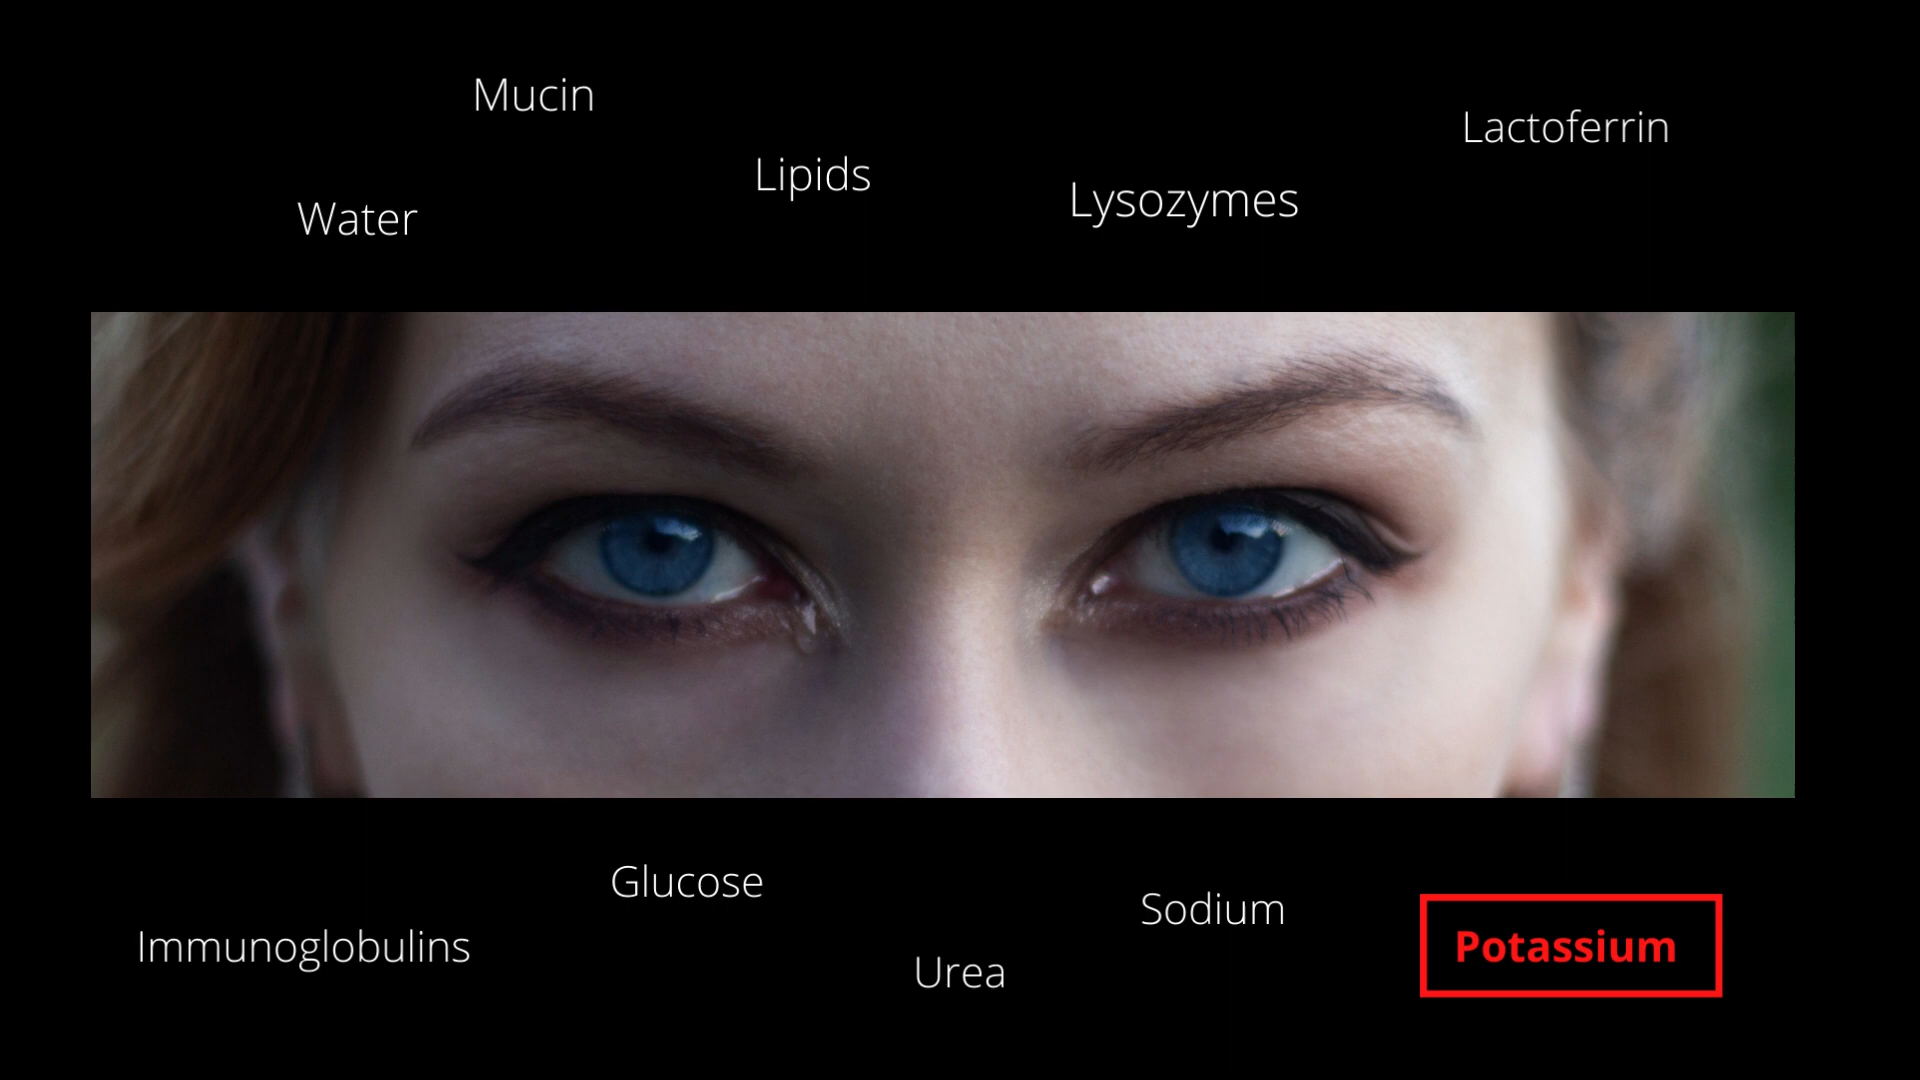 Mucin
Lactoferrin
Lipids
Lysozymes
Water
Glucose
Sodium
Immunoglobulins
Potassium
Urea